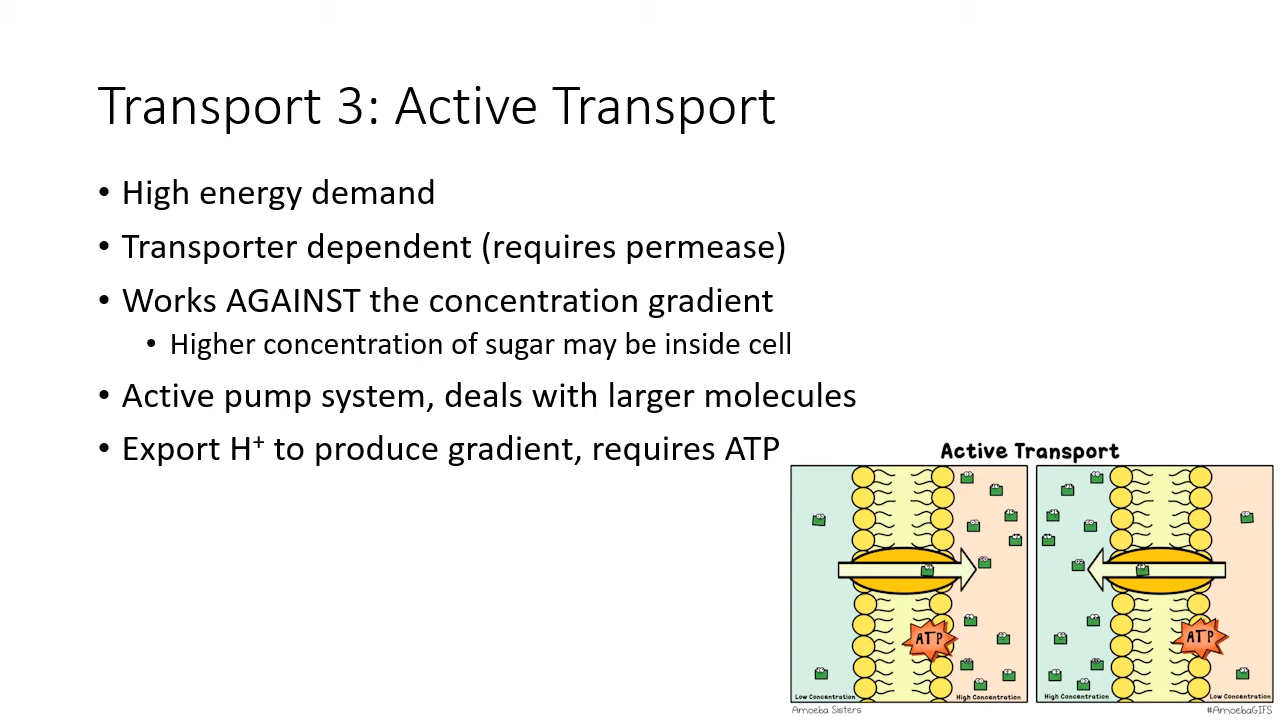 Transport 3: Active Transport
• High energy demand
• Transporter dependent (requires permease)
• Works AGAINST the concentration gradient
• Higher concentration of sugar may be inside cell
• Active pump system, deals with larger molecules
• Export H⁺ to produce gradient, requires ATP
Active Transport
ATP
Low Concentration
High Concentration
ATP
High Concentration
Low Concentration
Amoeba Sisters
#AmoebaGIFS